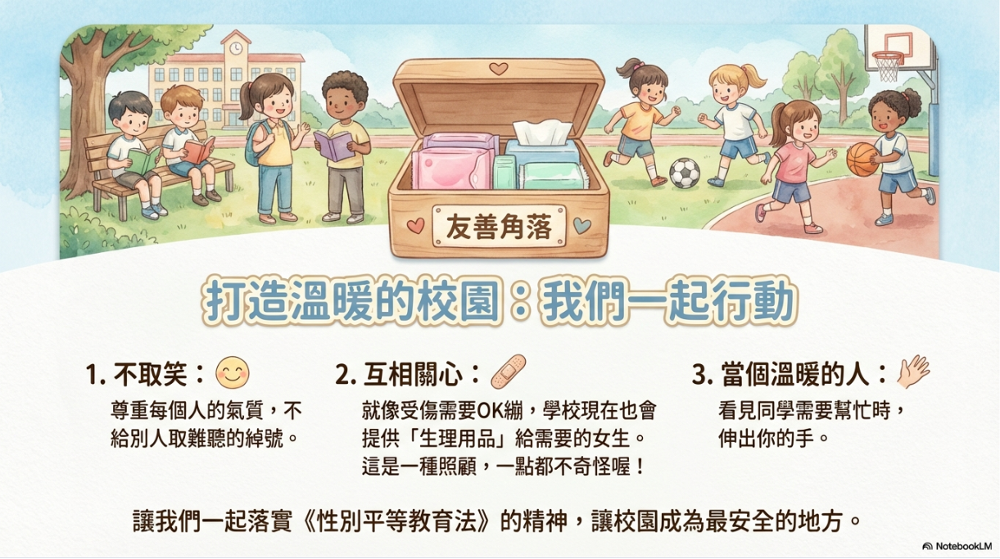 友善角落
打造溫暖的校園：我們一起行動
1. 不取笑：
尊重每個人的氣質，不
給別人取難聽的綽號。
2. 互相關心：
就像受傷需要OK繃，學校現在也會
提供「生理用品」給需要的女生。
這是一種照顧，一點都不奇怪喔！
3. 當個溫暖的人：
看見同學需要幫忙時，
伸出你的手。
讓我們一起落實《性別平等教育法》的精神，讓校園成為最安全的地方。
NotebookLM